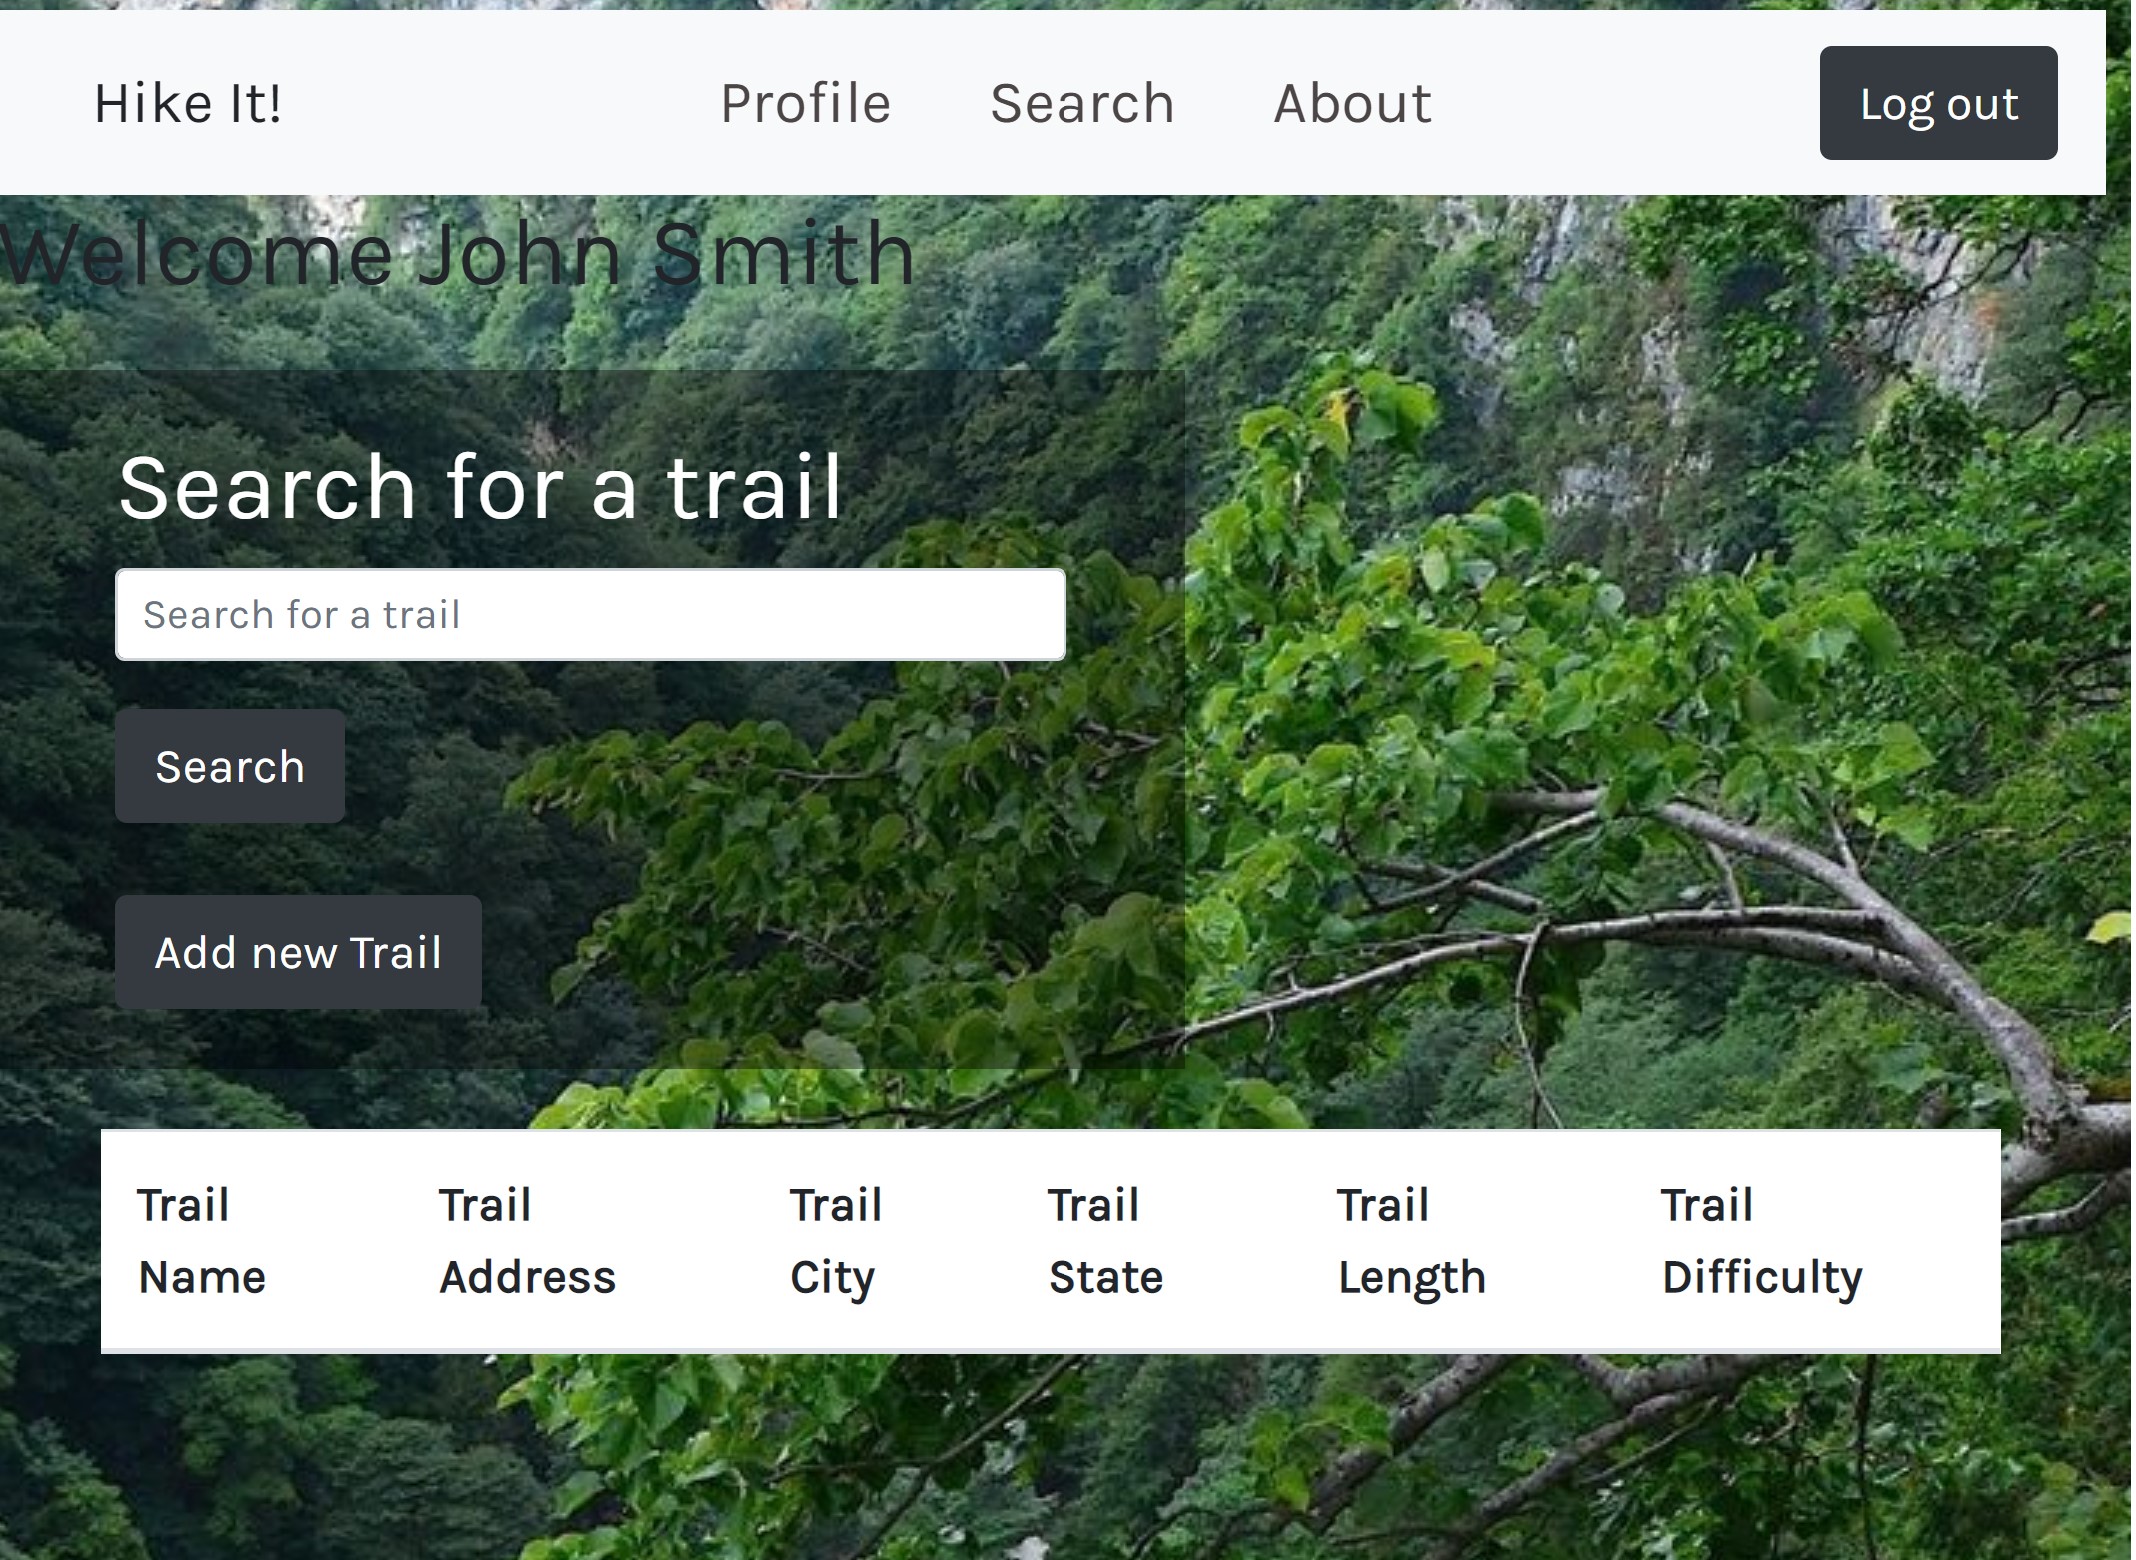 Hike It! Profile Search About Log out
Welcome John Smith
Search for a trail
Search for a trail
Search
Add new Trail
Trail Name Trail Address Trail City Trail State Trail Length Trail Difficulty